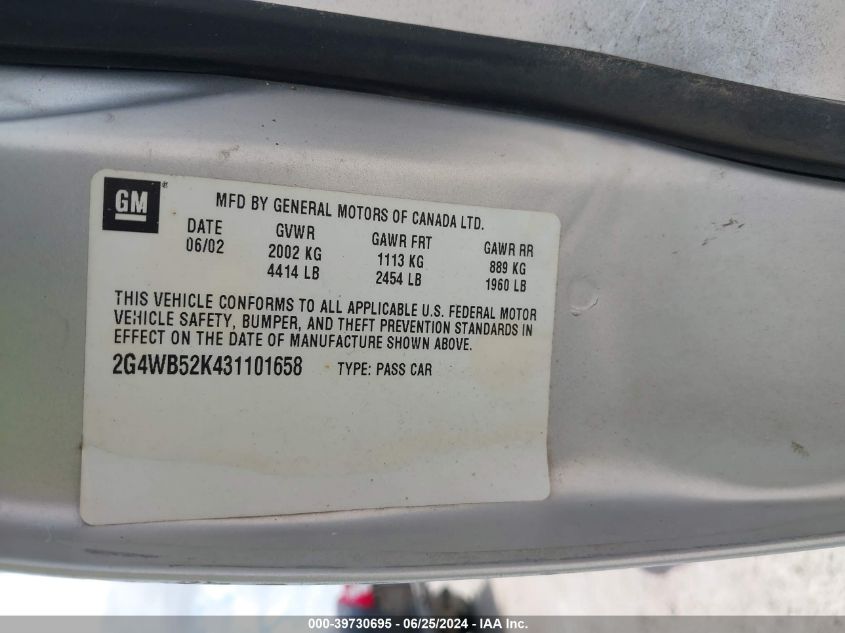 GM®
MFD BY GENERAL MOTORS OF CANADA LTD.
DATE GVWR GAWR FRT GAWR RR
06/02 2002 KG 1113 KG 889 KG
4414 LB 2454 LB 1960 LB
THIS VEHICLE CONFORMS TO ALL APPLICABLE U.S. FEDERAL MOTOR
VEHICLE SAFETY, BUMPER, AND THEFT PREVENTION STANDARDS IN
EFFECT ON THE DATE OF MANUFACTURE SHOWN ABOVE.
2G4WB52K431101658 TYPE: PASS CAR
000-39730695 - 06/25/2024 - IAA Inc.